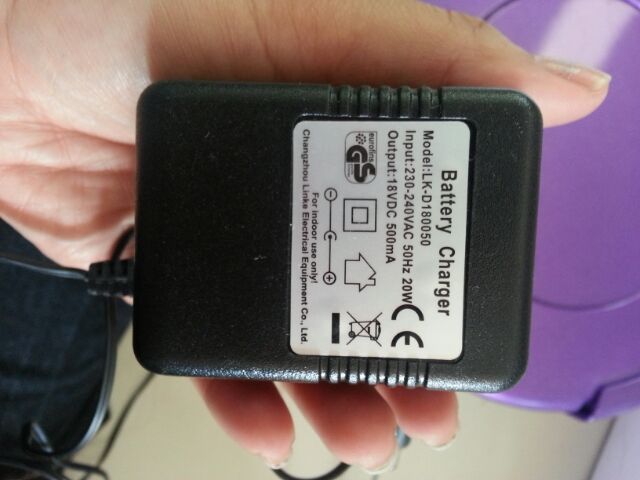 Battery Charger
Model:LK-D180050
Input:230-240VAC 50Hz 20W
Output:18VDC 500mA
CE
eurofins
GS
For indoor use only!
Changzhou Linke Electrical Equipment Co., Ltd.